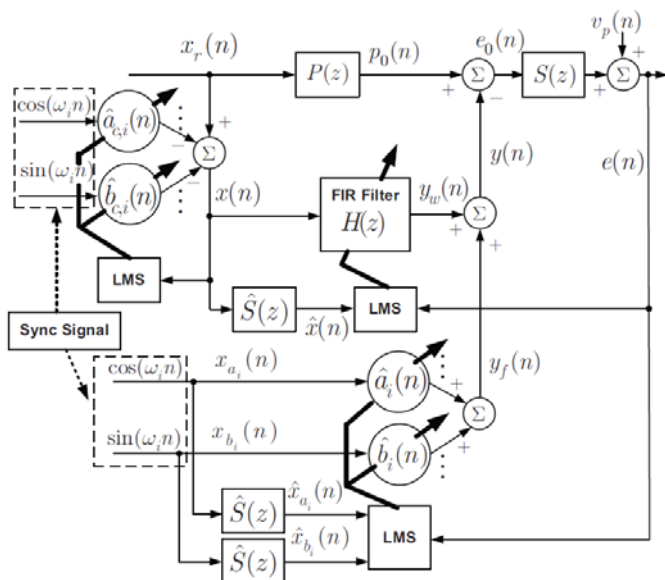 x_r(n)
p_0(n)
e_0(n)
v_p(n)
P(z)
Σ
S(z)
Σ
+
−
+
+
cos(ω_i n)
â_{c,i}(n)
+
−
−
Σ
y(n)
e(n)
sin(ω_i n)
b̂_{c,i}(n)
x(n)
FIR Filter
H(z)
y_w(n)
Σ
+
+
LMS
Ŝ(z)
x̂(n)
LMS
Sync Signal
cos(ω_i n)
x_{a_i}(n)
â_i(n)
y_f(n)
+
+
Σ
sin(ω_i n)
x_{b_i}(n)
b̂_i(n)
Ŝ(z)
x̂_{a_i}(n)
LMS
Ŝ(z)
x̂_{b_i}(n)